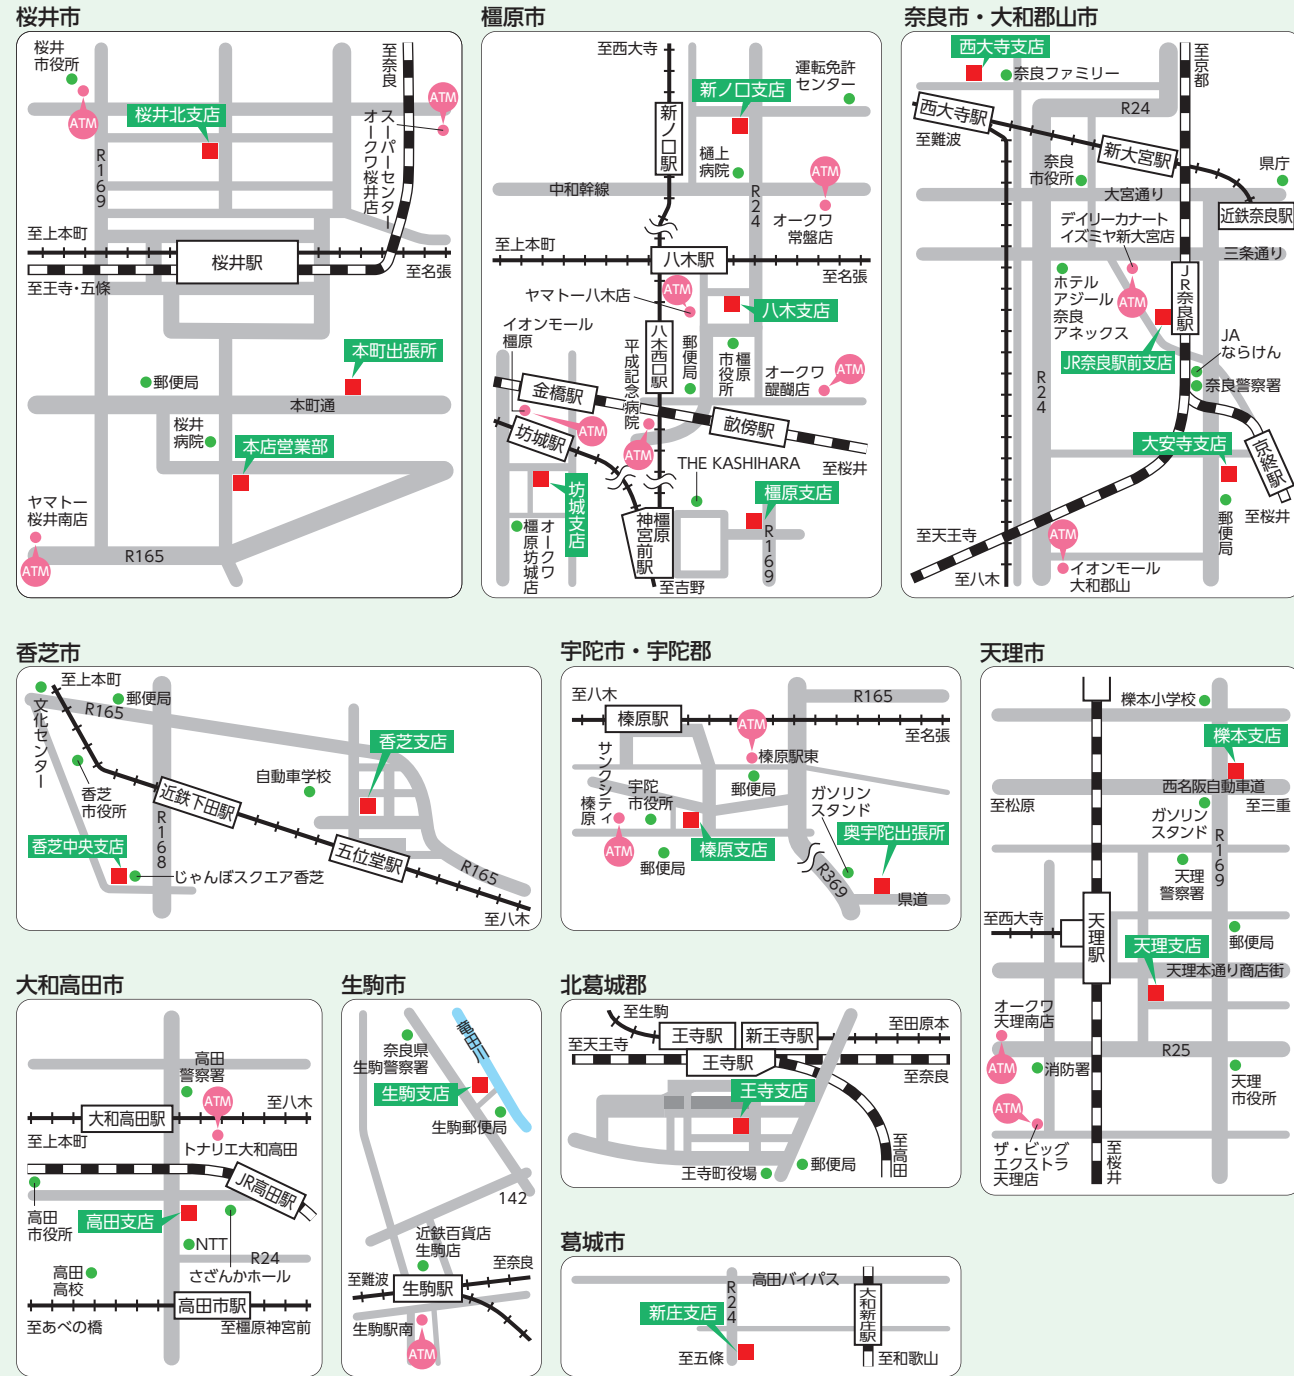 桜井市
桜井
市役所
ATM
桜井北支店
至奈良
ATM
スーパーセンター
オークワ桜井店
R169
至上本町
桜井駅
至名張
至王寺・五條
本町出張所
郵便局
本町通
桜井
病院
本店営業部
ヤマトー
桜井南店
ATM
R165
橿原市
至西大寺
新ノ口駅
新ノ口支店
運転免許
センター
樋上
病院
ATM
中和幹線
R24
オークワ
常盤店
至上本町
八木駅
至名張
ATM
ヤマトー八木店
八木支店
イオンモール
橿原
八木西口駅
平成記念病院
郵便局
橿原
市役所
オークワ
醍醐店
ATM
金橋駅
ATM
坊城駅
ATM
畝傍駅
至桜井
THE KASHIHARA
坊城支店
橿原支店
オークワ
橿原坊城店
橿原
神宮前駅
R169
至吉野
奈良市・大和郡山市
西大寺支店
奈良ファミリー
至京都
R24
西大寺駅
至難波
新大宮駅
奈良
市役所
県庁
大宮通り
近鉄奈良駅
デイリーカナート
イズミヤ新大宮店
三条通り
ホテル
アジール
奈良
アネックス
ATM
JR奈良駅
JR奈良駅前支店
JA
ならけん
奈良警察署
R24
大安寺支店
京終駅
至桜井
郵便局
至天王寺
ATM
至八木
イオンモール
大和郡山
香芝市
至上本町
文化センター
郵便局
R165
香芝支店
香芝
市役所
自動車学校
近鉄下田駅
R168
香芝中央支店
五位堂駅
R165
じゃんぼスクエア香芝
至八木
宇陀市・宇陀郡
至八木
R165
榛原駅
ATM
至名張
サンクシティ
榛原
榛原駅東
郵便局
宇陀
市役所
ガソリン
スタンド
ATM
榛原支店
奥宇陀出張所
郵便局
R369
県道
天理市
櫟本小学校
櫟本支店
西名阪自動車道
至松原
至三重
ガソリン
スタンド
R169
天理
警察署
至西大寺
天理駅
天理支店
郵便局
天理本通り商店街
オークワ
天理南店
R25
ATM
消防署
天理
市役所
ATM
ザ・ビッグ
エクストラ
天理店
至桜井
大和高田市
高田
警察署
ATM
至八木
大和高田駅
至上本町
トナリエ大和高田
JR高田駅
高田
市役所
高田支店
NTT
R24
さざんかホール
高田
高校
高田市駅
至あべの橋
至橿原神宮前
生駒市
竜田川
奈良県
生駒警察署
生駒支店
生駒郵便局
142
近鉄百貨店
生駒店
至奈良
至難波
生駒駅
生駒駅南
ATM
北葛城郡
至生駒
王寺駅
新王寺駅
至田原本
至天王寺
王寺駅
至奈良
王寺支店
至高田
王寺町役場
郵便局
葛城市
高田バイパス
R24
大和新庄駅
新庄支店
至五條
至和歌山